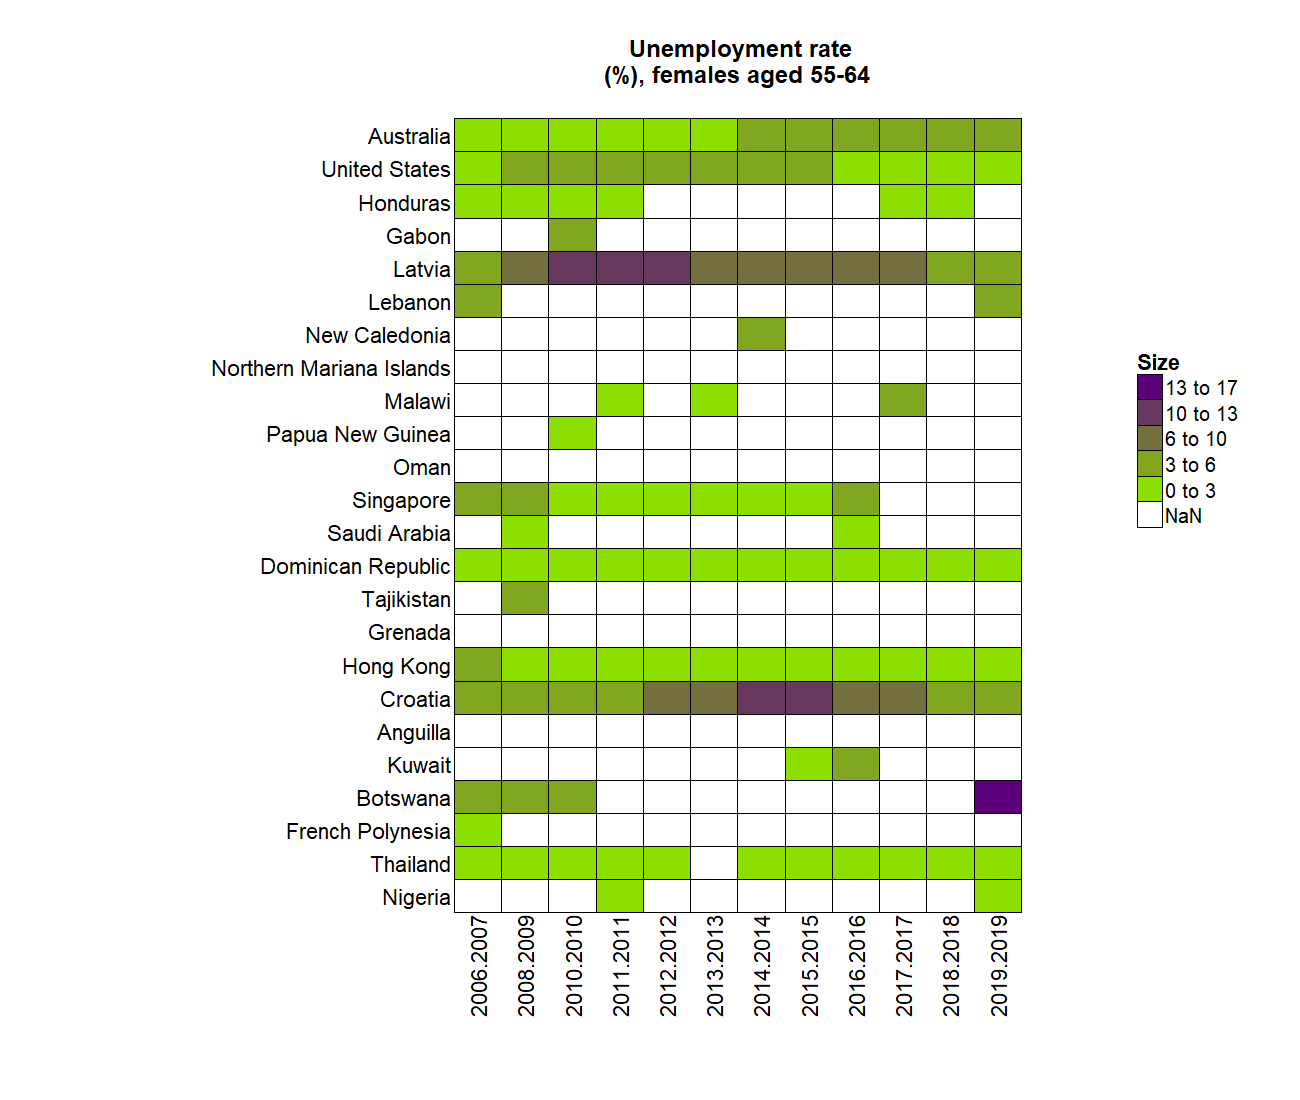 Unemployment rate
(%), females aged 55-64
Australia
United States
Honduras
Gabon
Latvia
Lebanon
New Caledonia
Northern Mariana Islands
Malawi
Papua New Guinea
Oman
Singapore
Saudi Arabia
Dominican Republic
Tajikistan
Grenada
Hong Kong
Croatia
Anguilla
Kuwait
Botswana
French Polynesia
Thailand
Nigeria
2006.2007
2008.2009
2010.2010
2011.2011
2012.2012
2013.2013
2014.2014
2015.2015
2016.2016
2017.2017
2018.2018
2019.2019
Size
13 to 17
10 to 13
6 to 10
3 to 6
0 to 3
NaN